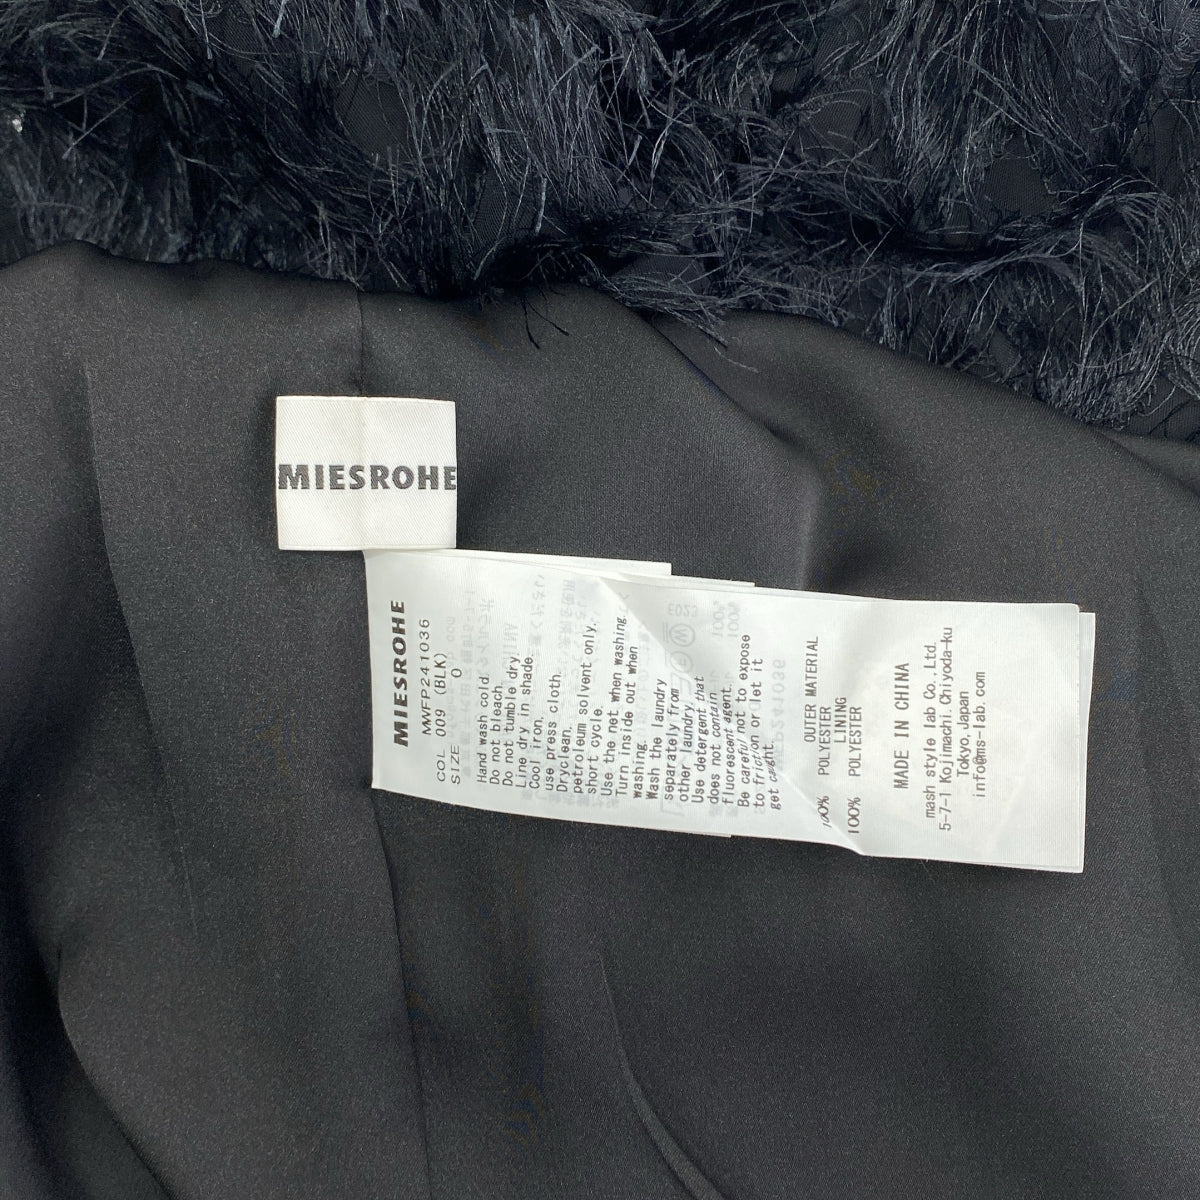 MIESROHE
MIESROHE
MVFP241036
COL 009 (BLK)
SIZE 0
Hand wash cold.
Do not bleach.
Do not tumble dry
Line dry in shade.
Cool iron.
use press cloth.
Dryclean.
petroleum solvent only.
short cycle.
Use the net when washing
Turn inside out when
washing.
Wash the laundry
separately from
other laundry.
Use detergent that
does not contain
fluorescent agent.
Be careful not to expose
to friction or let it
get caught.
OUTER MATERIAL
100% POLYESTER
LINING
100% POLYESTER
MADE IN CHINA
mash style lab Co., Ltd.
5-7-1 Kojimachi, Chiyoda-ku
Tokyo, Japan
info@ms-lab.com